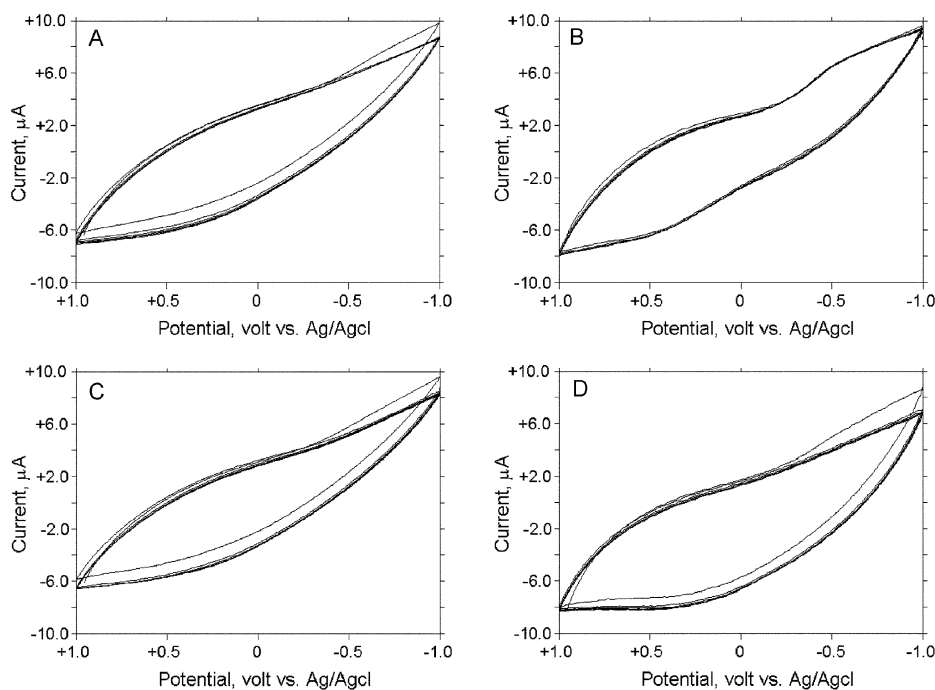 A
B
Current, μA
+10.0
+6.0
+2.0
-2.0
-6.0
-10.0
+1.0 +0.5 0 -0.5 -1.0
Potential, volt vs. Ag/Agcl
Current, μA
+10.0
+6.0
+2.0
-2.0
-6.0
-10.0
+1.0 +0.5 0 -0.5 -1.0
Potential, volt vs. Ag/Agcl
C
D
Current, μA
+10.0
+6.0
+2.0
-2.0
-6.0
-10.0
+1.0 +0.5 0 -0.5 -1.0
Potential, volt vs. Ag/Agcl
Current, μA
+10.0
+6.0
+2.0
-2.0
-6.0
-10.0
+1.0 +0.5 0 -0.5 -1.0
Potential, volt vs. Ag/Agcl